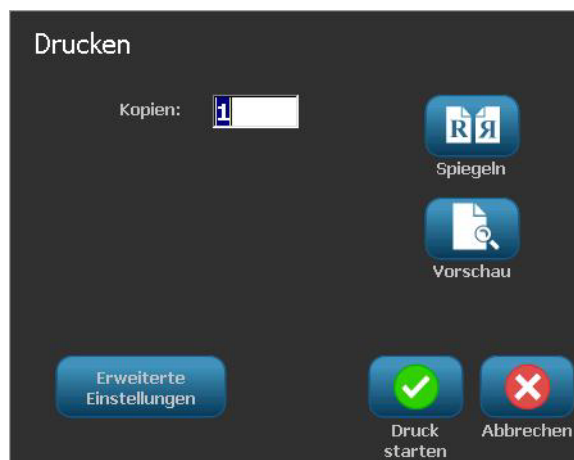 Drucken
Kopien:
1
R Я
Spiegeln
Vorschau
Erweiterte
Einstellungen
Druck
starten
Abbrechen